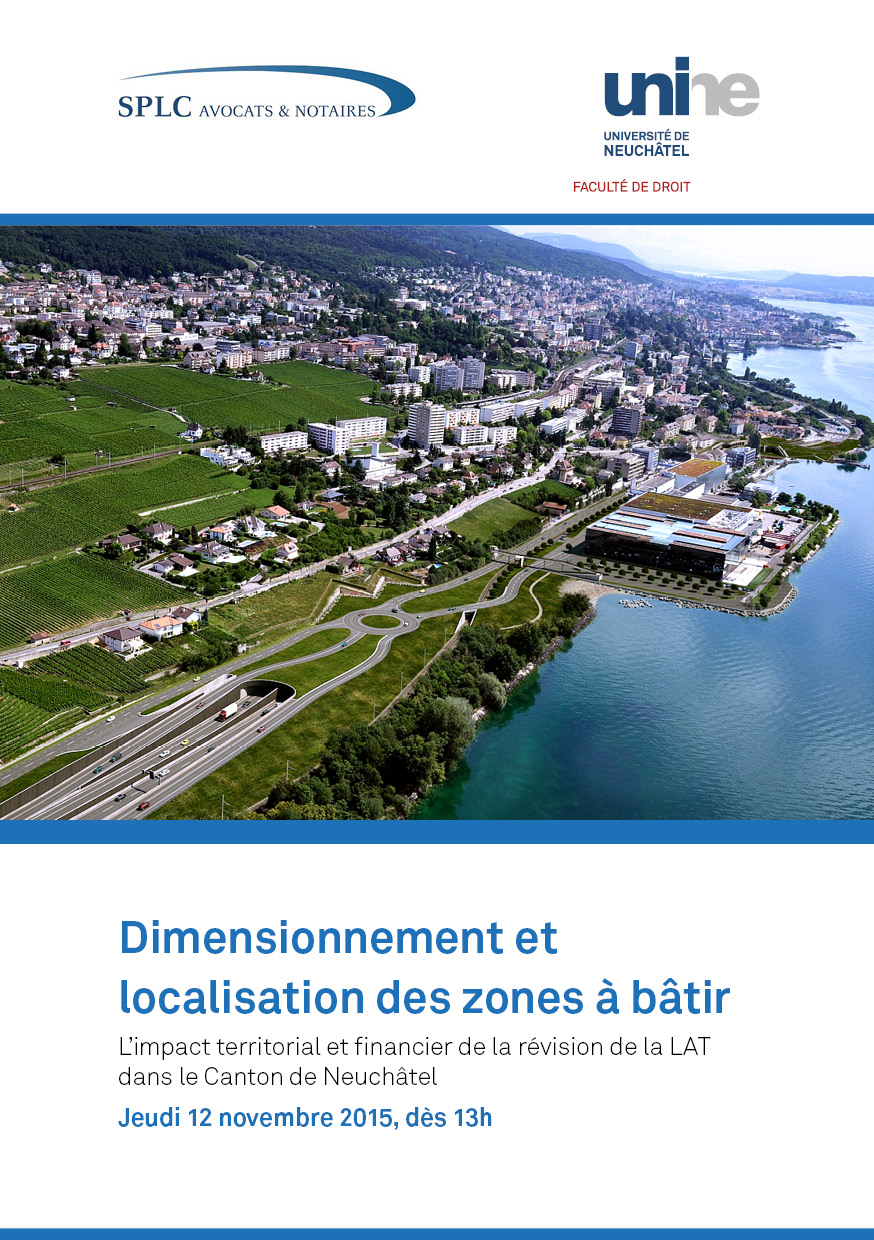 SPLC AVOCATS & NOTAIRES
unine
UNIVERSITÉ DE
NEUCHÂTEL
FACULTÉ DE DROIT
Dimensionnement et
localisation des zones à bâtir
L'impact territorial et financier de la révision de la LAT
dans le Canton de Neuchâtel
Jeudi 12 novembre 2015, dès 13h